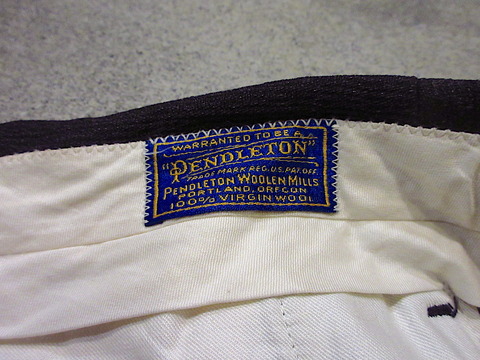 WARRANTED TO BE A
"PENDLETON"
TRADE MARK REG. U.S. PAT. OFF.
PENDLETON WOOLEN MILLS
PORTLAND, OREGON
100% VIRGIN WOOL